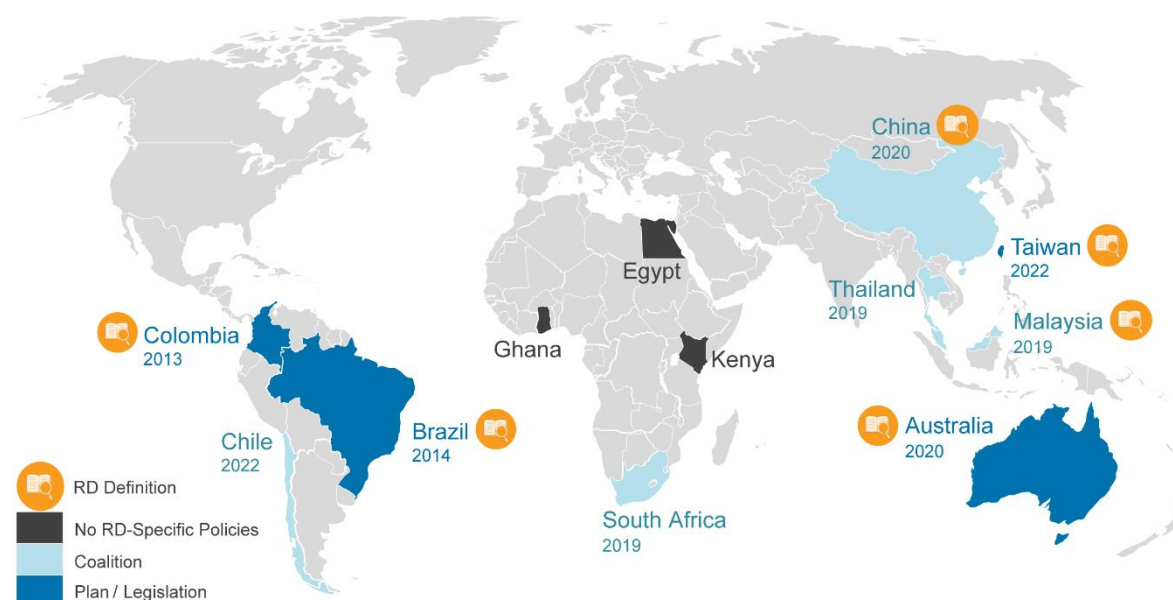 China
2020
Taiwan
2022
Egypt
Thailand
2019
Malaysia
2019
Colombia
2013
Ghana
Kenya
Brazil
2014
Australia
2020
Chile
2022
South Africa
2019
RD Definition
No RD-Specific Policies
Coalition
Plan / Legislation